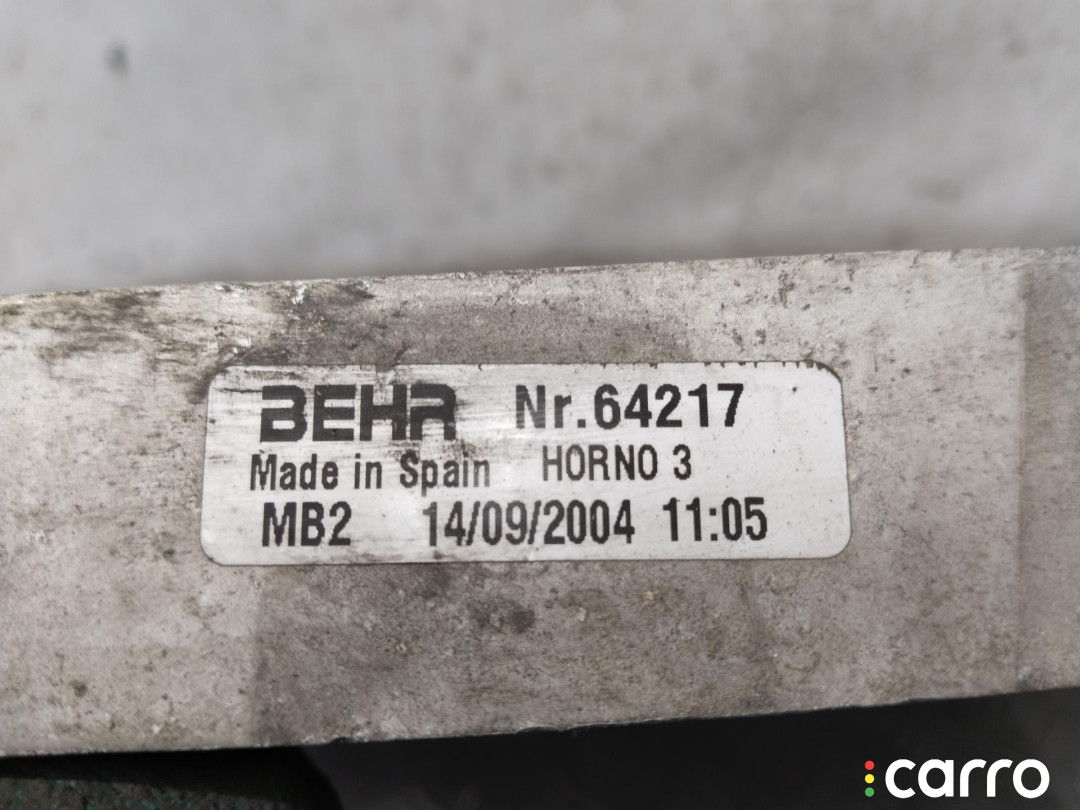 BEHR Nr.64217
Made in Spain HORNO 3
MB2 14/09/2004 11:05
carro